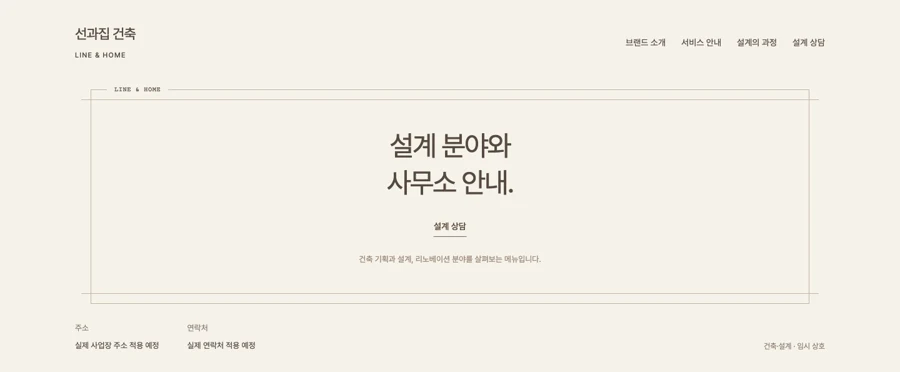 선과집 건축
LINE & HOME
브랜드 소개 서비스 안내 설계의 과정 설계 상담
LINE & HOME
설계 분야와
사무소 안내.
설계 상담
건축 기획과 설계, 리노베이션 분야를 살펴보는 메뉴입니다.
주소
실제 사업장 주소 적용 예정
연락처
실제 연락처 적용 예정
건축·설계 · 임시 상호